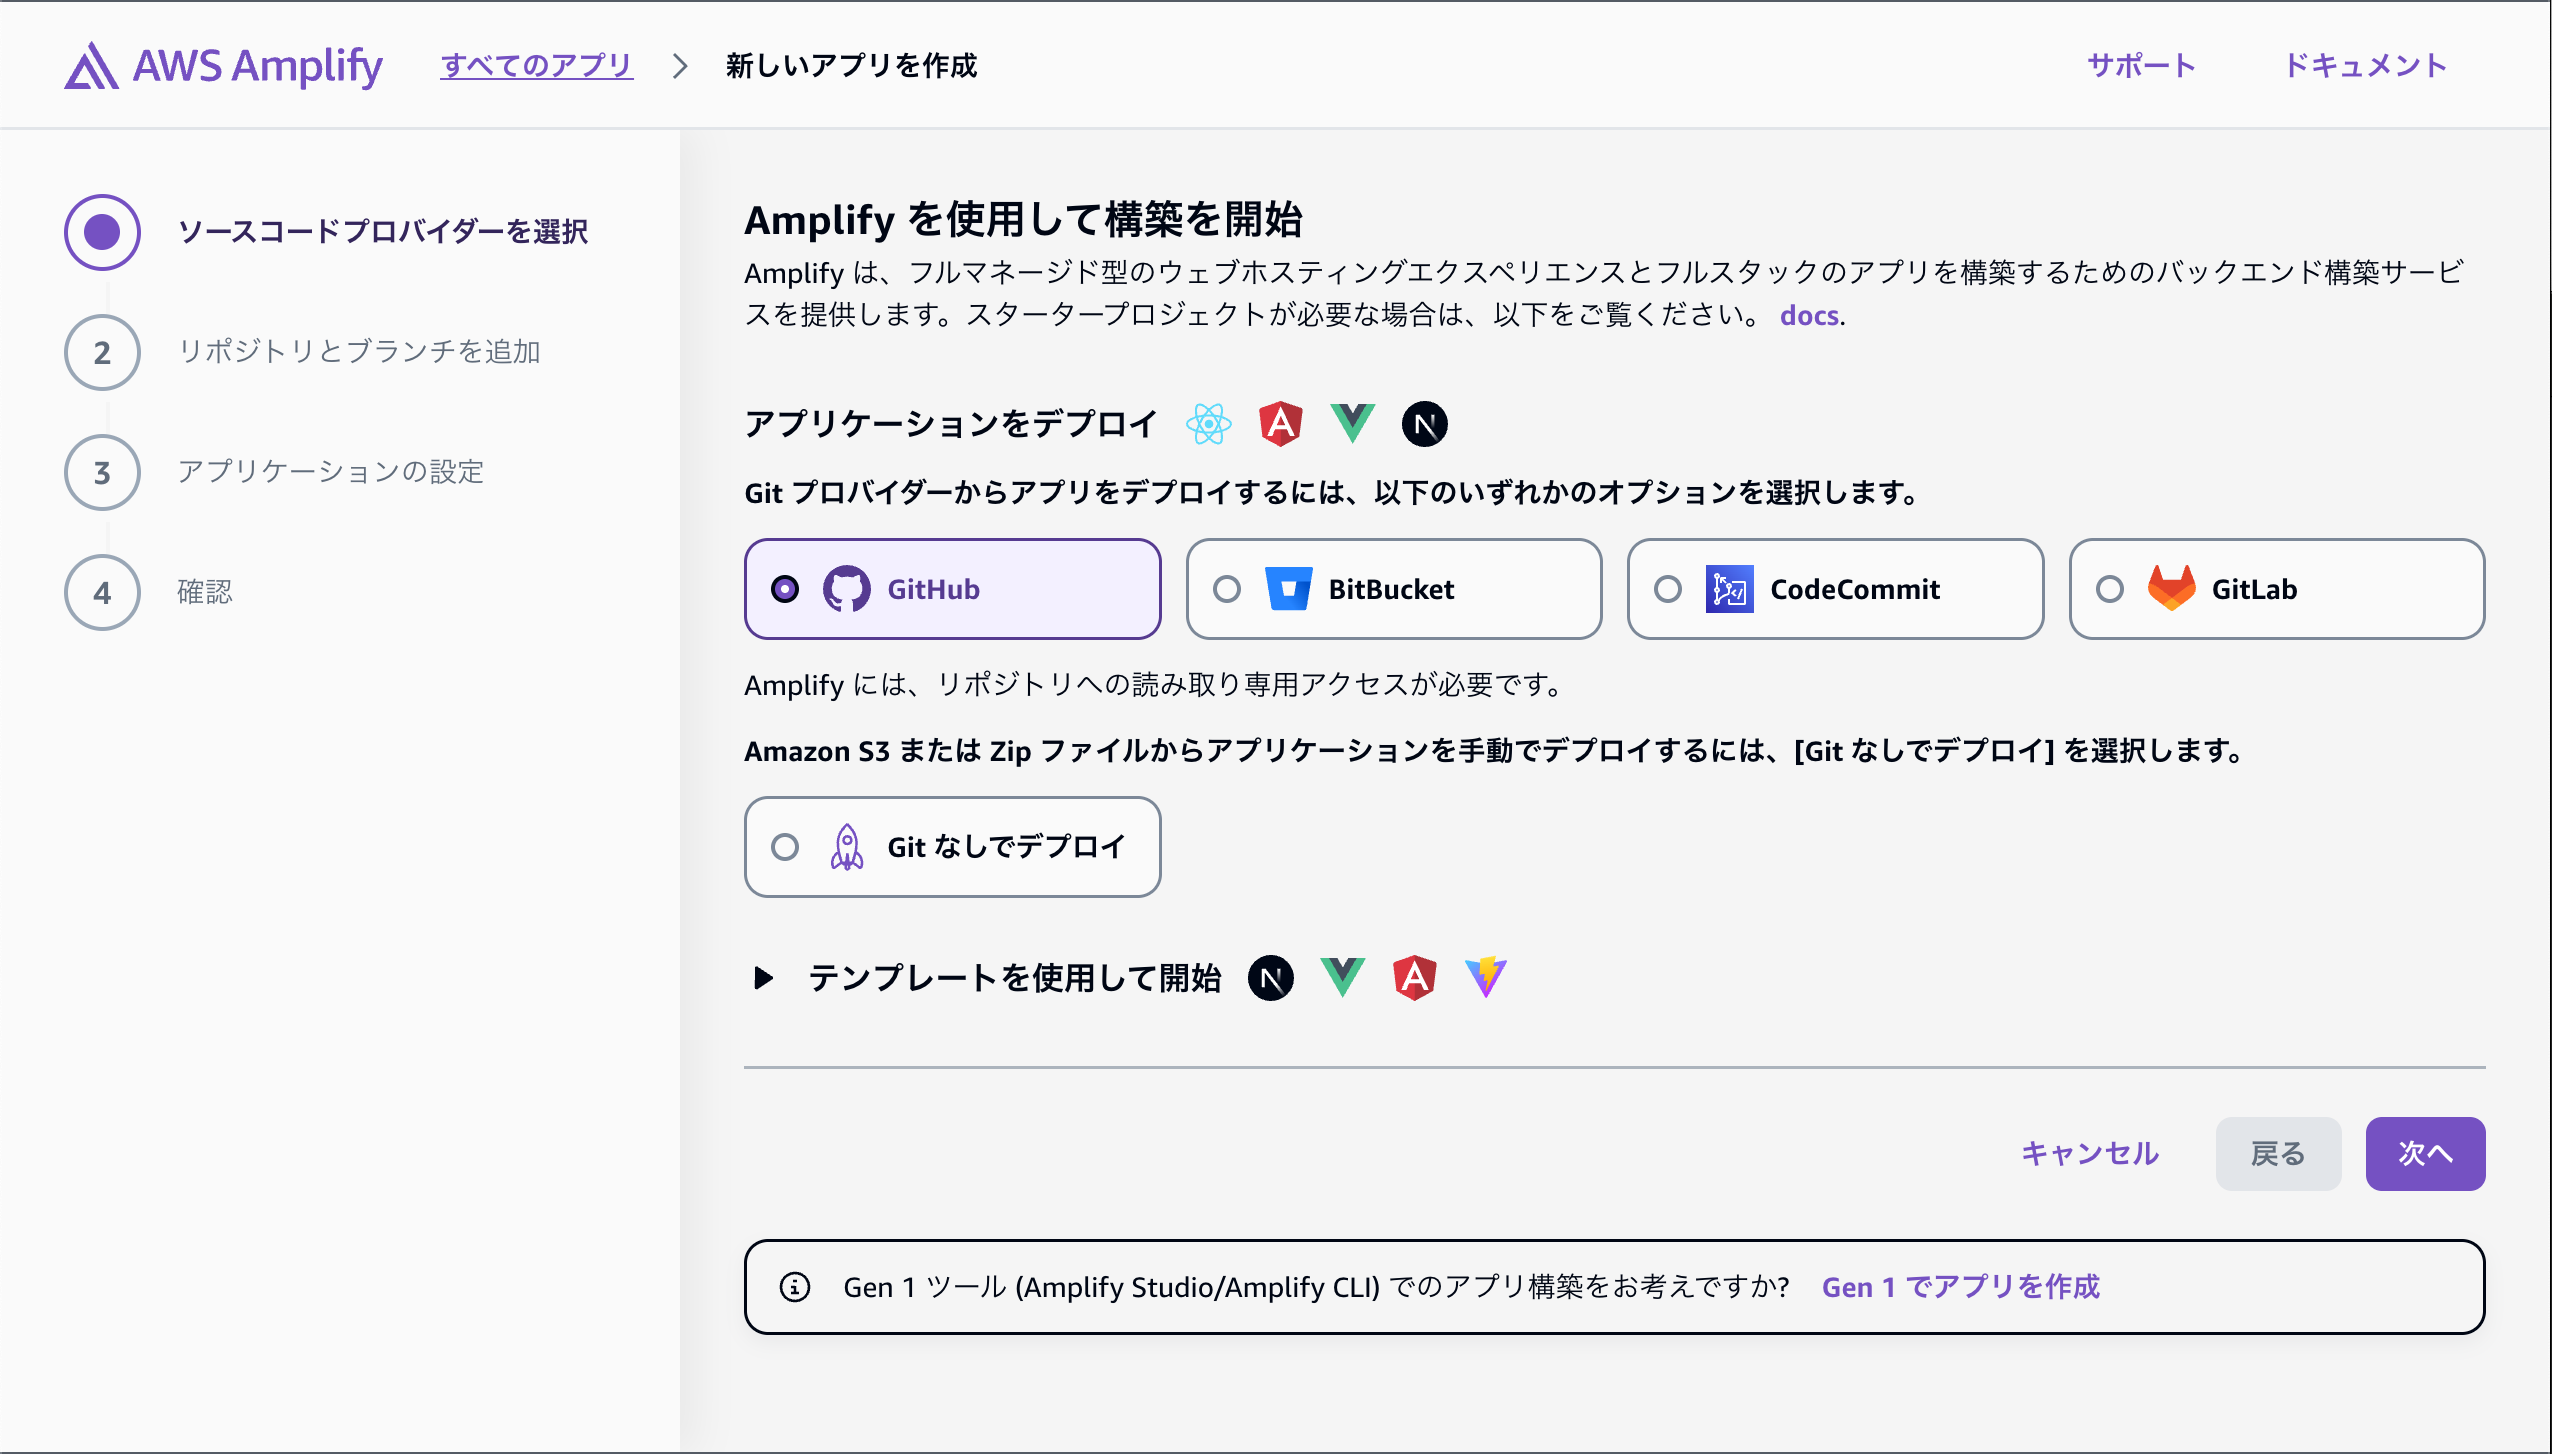 AWS Amplify
すべてのアプリ
新しいアプリを作成
サポート
ドキュメント
ソースコードプロバイダーを選択
2
リポジトリとブランチを追加
3
アプリケーションの設定
4
確認
Amplify を使用して構築を開始
Amplify は、フルマネージド型のウェブホスティングエクスペリエンスとフルスタックのアプリを構築するためのバックエンド構築サービ
スを提供します。スタータープロジェクトが必要な場合は、以下をご覧ください。 docs.
アプリケーションをデプロイ
Git プロバイダーからアプリをデプロイするには、以下のいずれかのオプションを選択します。
GitHub
BitBucket
CodeCommit
GitLab
Amplify には、リポジトリへの読み取り専用アクセスが必要です。
Amazon S3 または Zip ファイルからアプリケーションを手動でデプロイするには、[Git なしでデプロイ] を選択します。
Git なしでデプロイ
テンプレートを使用して開始
キャンセル
戻る
次へ
Gen 1 ツール (Amplify Studio/Amplify CLI) でのアプリ構築をお考えですか? Gen 1 でアプリを作成